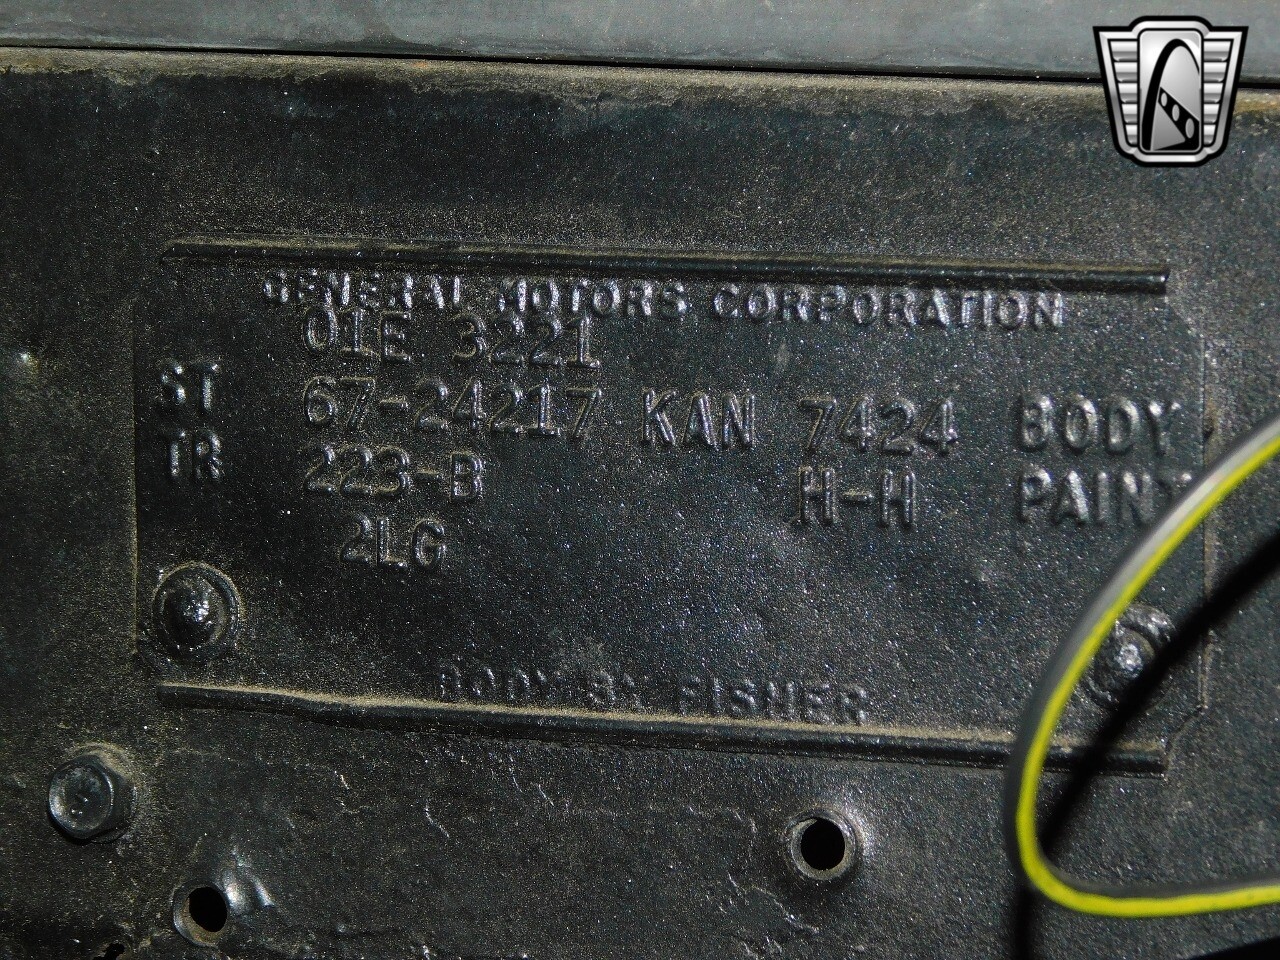 GENERAL MOTORS CORPORATION
01E 3221
ST 67-24217 KAN 7424 BODY
TR 223-B H-H PAINT
2LG
BODY BY FISHER